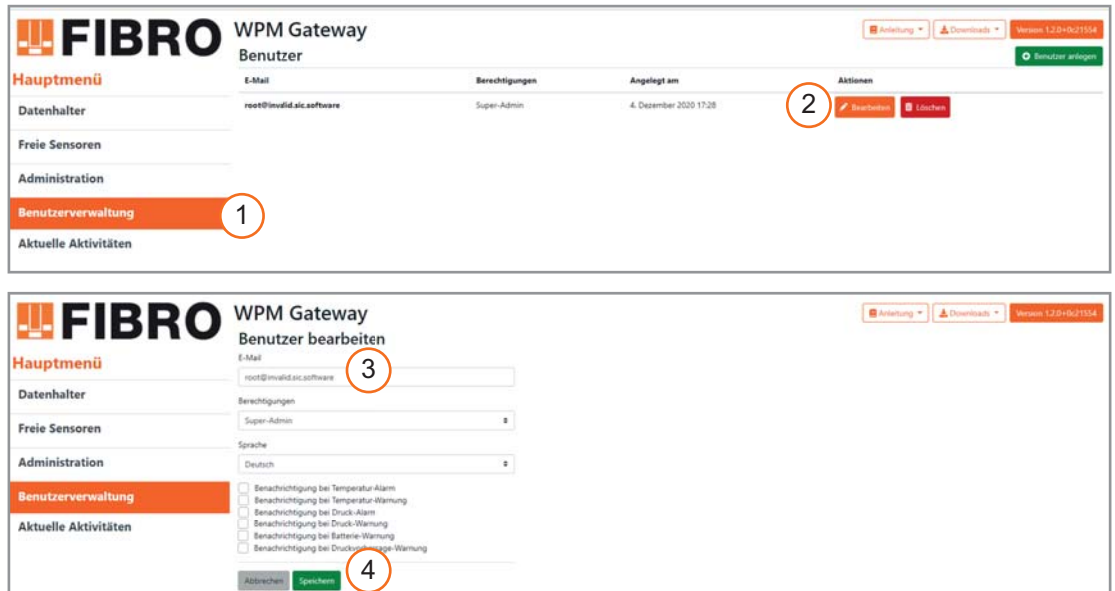 FIBRO
WPM Gateway
Anleitung
Downloads
Version 1.2.0+0c21554
Benutzer
Benutzer anlegen
Hauptmenü
E-Mail Berechtigungen Angelegt am Aktionen
Datenhalter
root@invalid.sic.software Super-Admin 4. Dezember 2020 17:28
2
Bearbeiten
Löschen
Freie Sensoren
Administration
Benutzerverwaltung
1
Aktuelle Aktivitäten
FIBRO
WPM Gateway
Anleitung
Downloads
Version 1.2.0+0c21554
Benutzer bearbeiten
Hauptmenü
E-Mail
3
root@invalid.sic.software
Datenhalter
Berechtigungen
Super-Admin
Freie Sensoren
Sprache
Administration
Deutsch
Benutzerverwaltung
Benachrichtigung bei Temperatur-Alarm
Benachrichtigung bei Temperatur-Warnung
Benachrichtigung bei Druck-Alarm
Aktuelle Aktivitäten
Benachrichtigung bei Druck-Warnung
Benachrichtigung bei Batterie-Warnung
Benachrichtigung bei
4
Abbrechen
Speichern